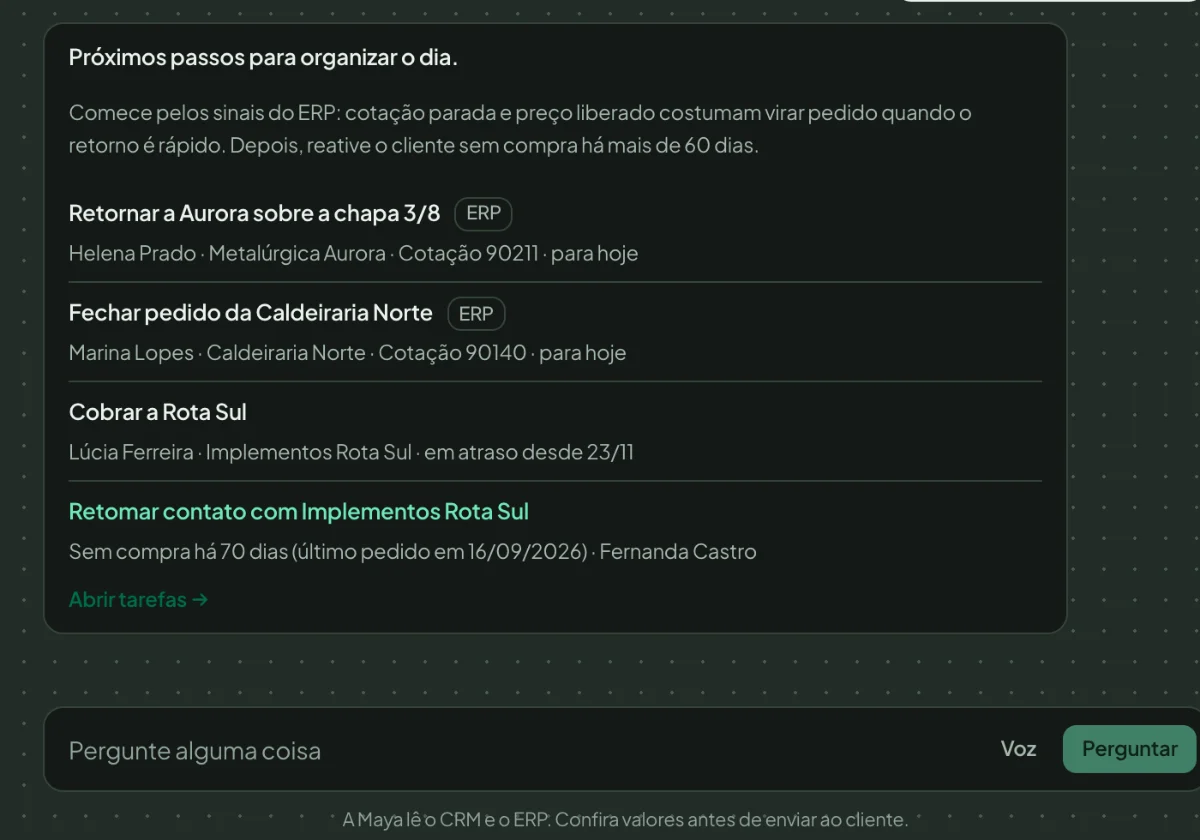 Próximos passos para organizar o dia.
Comece pelos sinais do ERP: cotação parada e preço liberado costumam virar pedido quando o
retorno é rápido. Depois, reative o cliente sem compra há mais de 60 dias.
Retornar a Aurora sobre a chapa 3/8 ERP
Helena Prado · Metalúrgica Aurora · Cotação 90211 · para hoje
Fechar pedido da Caldeiraria Norte ERP
Marina Lopes · Caldeiraria Norte · Cotação 90140 · para hoje
Cobrar a Rota Sul
Lúcia Ferreira · Implementos Rota Sul · em atraso desde 23/11
Retomar contato com Implementos Rota Sul
Sem compra há 70 dias (último pedido em 16/09/2026) · Fernanda Castro
Abrir tarefas →
Pergunte alguma coisa Voz Perguntar
A Maya lê o CRM e o ERP. Confira valores antes de enviar ao cliente.